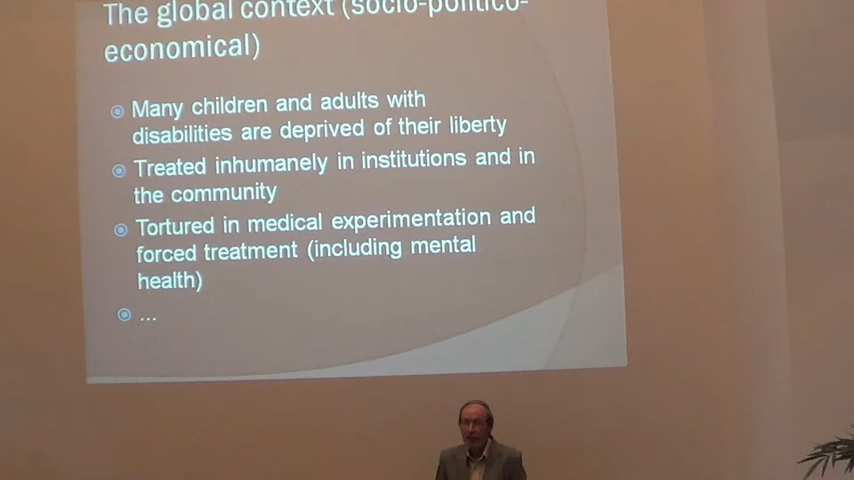 The global context (socio-politico-
economical)
Many children and adults with
disabilities are deprived of their liberty
Treated inhumanely in institutions and in
the community
Tortured in medical experimentation and
forced treatment (including mental
health)
...